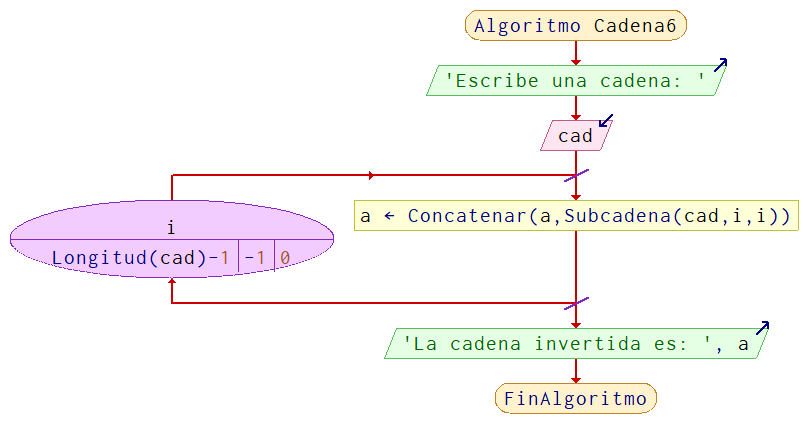 Algoritmo Cadena6
'Escribe una cadena: '
cad
a ← Concatenar(a,Subcadena(cad,i,i))
i
Longitud(cad)-1 -1 0
'La cadena invertida es: ', a
FinAlgoritmo